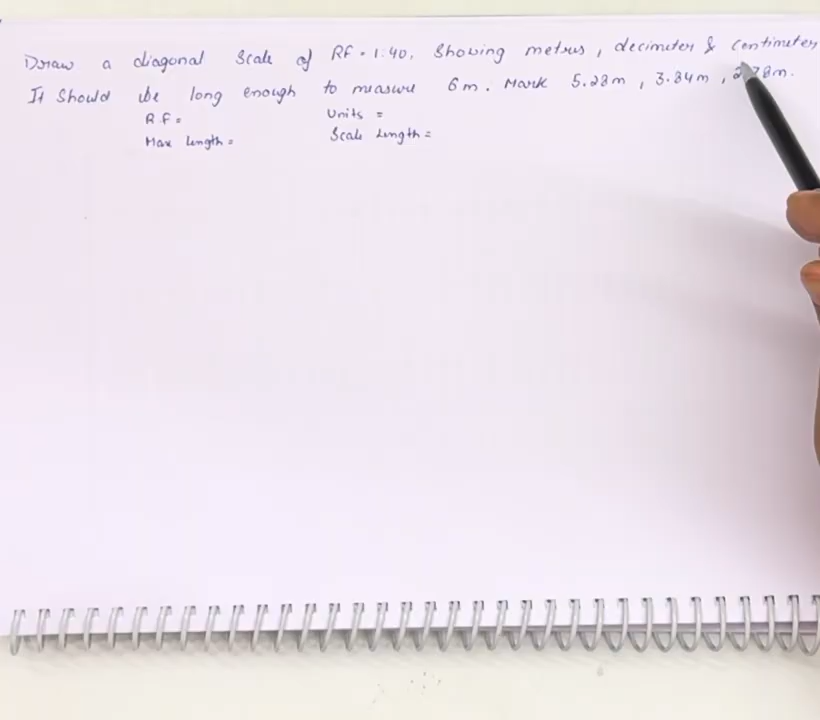 Draw a diagonal Scale of RF = 1:40, Showing metres, decimeter & Centimeter
It Should be long enough to measure 6m. Mark 5.28m, 3.84m,
R.F = Units =
Max length = Scale length =